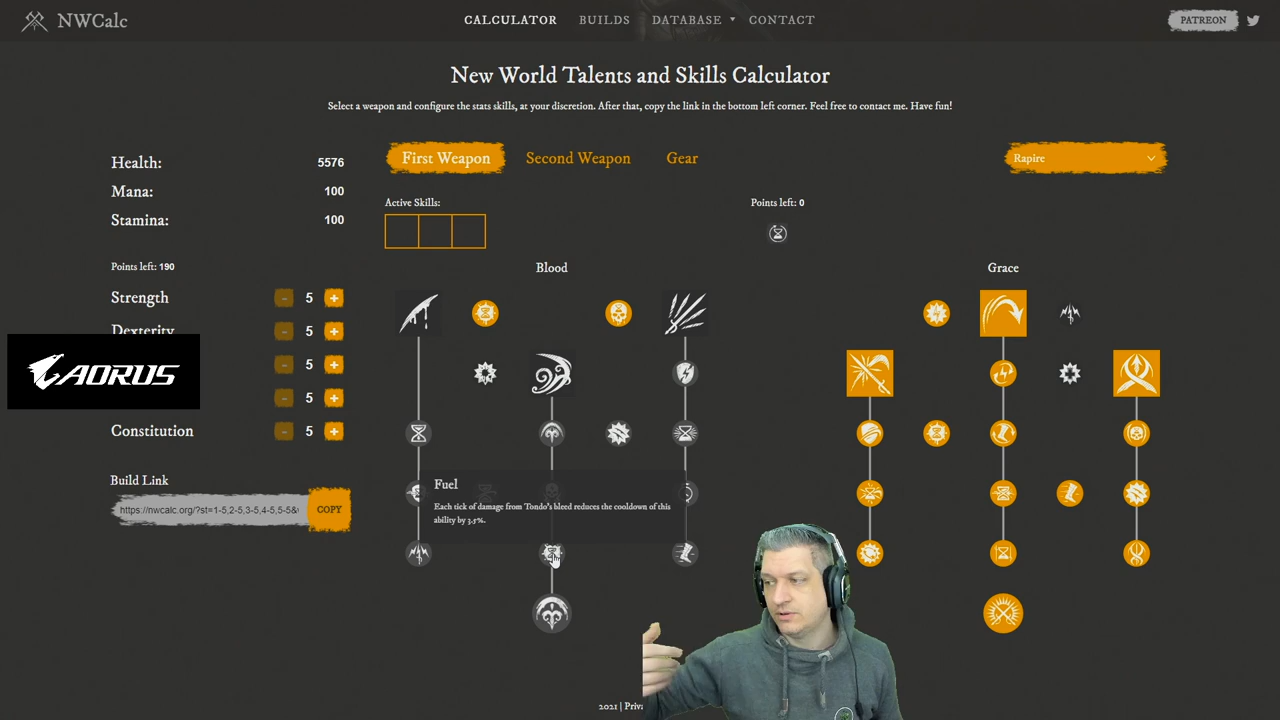 NWCalc
CALCULATOR BUILDS DATABASE CONTACT
PATREON
New World Talents and Skills Calculator
Select a weapon and configure the stats skills, at your discretion. After that, copy the link in the bottom left corner. Feel free to contact me. Have fun!
Health: 5576
Mana: 100
Stamina: 100
First Weapon Second Weapon Gear
Rapire
Active Skills:
Points left: 0
Points left: 190
Blood
Grace
Strength - 5 +
Dexterity - 5 +
AORUS
- 5 +
- 5 +
Constitution - 5 +
Build Link
https://nwcalc.org/?st=1-5,2-5,3-5,4-5,5-5&
COPY
Fuel
Each tick of damage from Tondo's bleed reduces the cooldown of this
ability by 3.5%.
2021 |